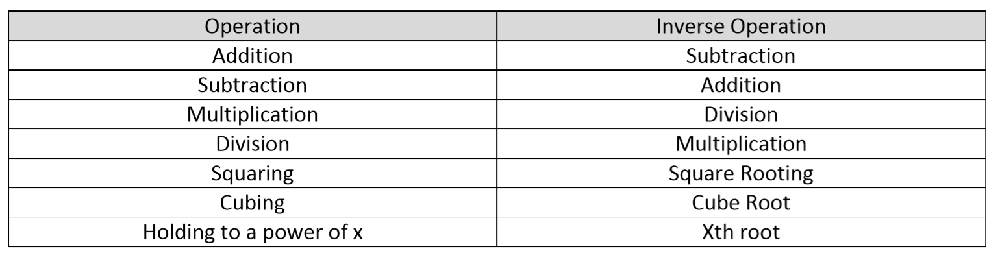 Operation Inverse Operation
Addition Subtraction
Subtraction Addition
Multiplication Division
Division Multiplication
Squaring Square Rooting
Cubing Cube Root
Holding to a power of x Xth root